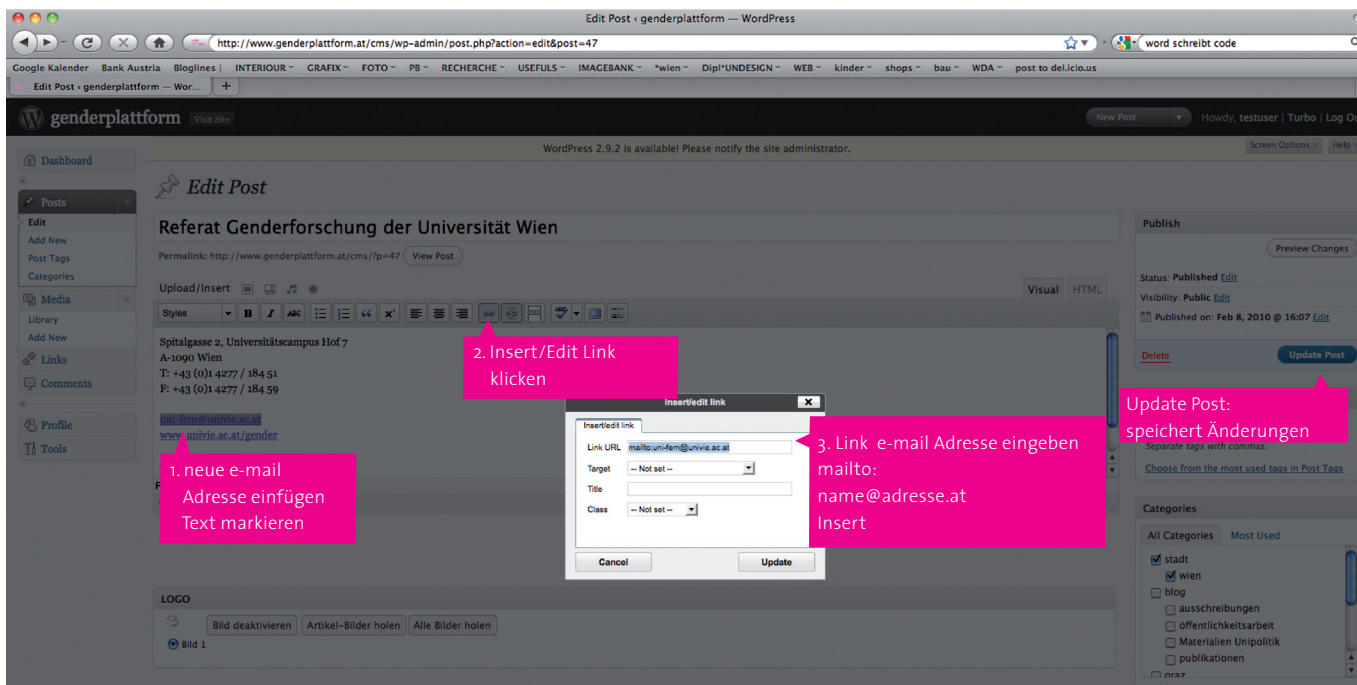 Edit Post ‹ genderplattform — WordPress
http://www.genderplattform.at/cms/wp-admin/post.php?action=edit&post=47
word schreibt code
Google Kalender Bank Austria Bloglines | INTERIOUR GRAFIX FOTO PB RECHERCHE USEFULS IMAGEBANK *wien Dipl*UNDESIGN WEB kinder shops bau WDA post to del.icio.us
Edit Post ‹ genderplattform — Wor... +
genderplattform Visit Site
New Post Howdy, testuser | Turbo | Log Ou
WordPress 2.9.2 is available! Please notify the site administrator.
Screen Options Help
Dashboard
Posts
Edit
Add New
Post Tags
Categories
Media
Library
Add New
Links
Comments
Profile
Tools
Edit Post
Referat Genderforschung der Universität Wien
Permalink: http://www.genderplattform.at/cms/?p=47 View Post
Upload/Insert
Visual HTML
Styles B I ABC
Spitalgasse 2, Universitätscampus Hof 7
A-1090 Wien
T: +43 (0)1 4277 / 184 51
F: +43 (0)1 4277 / 184 59
uni-fem@univie.ac.at
www.univie.ac.at/gender
1. neue e-mail
Adresse einfügen
Text markieren
2. Insert/Edit Link
klicken
Insert/edit link
Insert/edit link
Link URL mailto:uni-fem@univie.ac.at
Target -- Not set --
Title
Class -- Not set --
Cancel Update
3. Link e-mail Adresse eingeben
mailto:
name@adresse.at
Insert
LOGO
Bild deaktivieren Artikel-Bilder holen Alle Bilder holen
Bild 1
Publish
Preview Changes
Status: Published Edit
Visibility: Public Edit
Published on: Feb 8, 2010 @ 16:07 Edit
Delete Update Post
Update Post:
speichert Änderungen
Separate tags with commas.
Choose from the most used tags in Post Tags
Categories
All Categories Most Used
stadt
wien
blog
ausschreibungen
öffentlichkeitsarbeit
Materialien Unipolitik
publikationen
graz